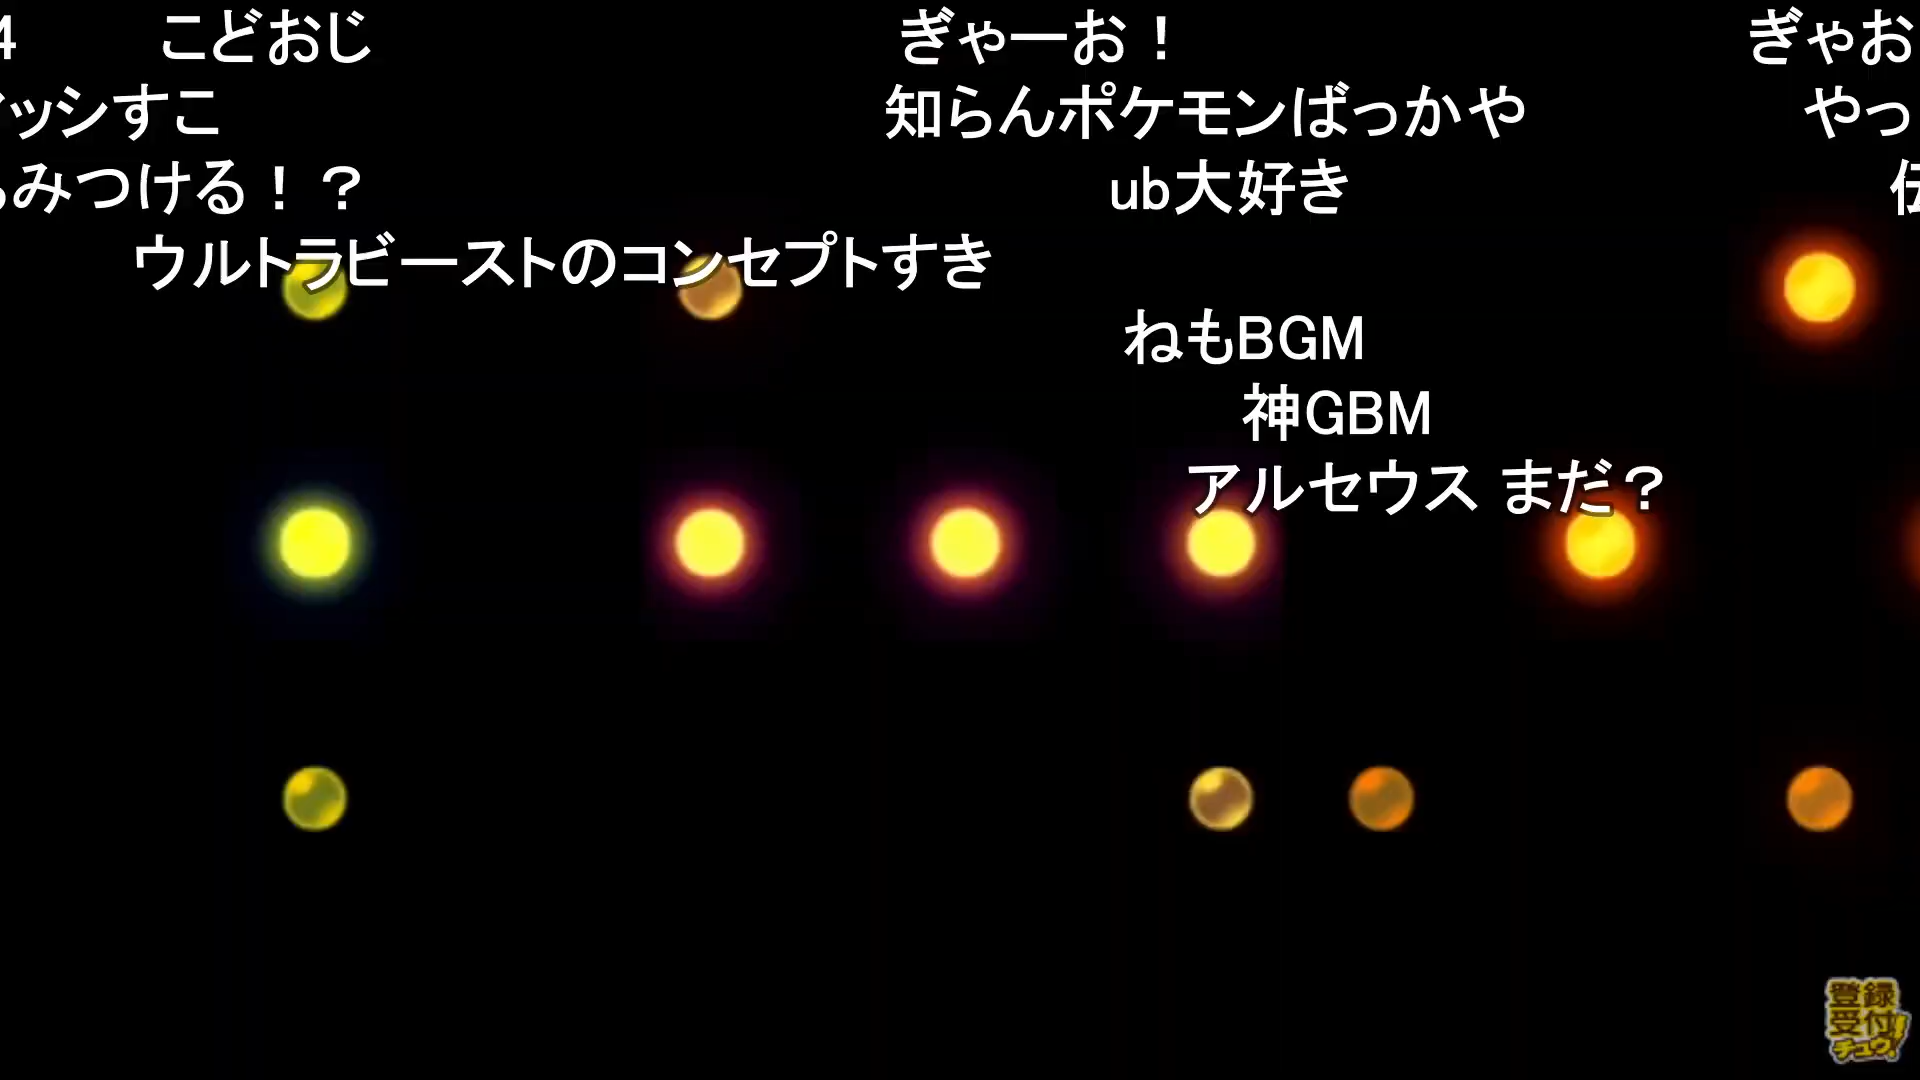 4 こどおじ ぎゃーお！ ぎゃお
ッシすこ 知らんポケモンばっかや やっ
みつける！？ ub大好き
ウルトラビーストのコンセプトすき
ねもBGM
神GBM
アルセウス まだ？
登録
受付
チュウ！